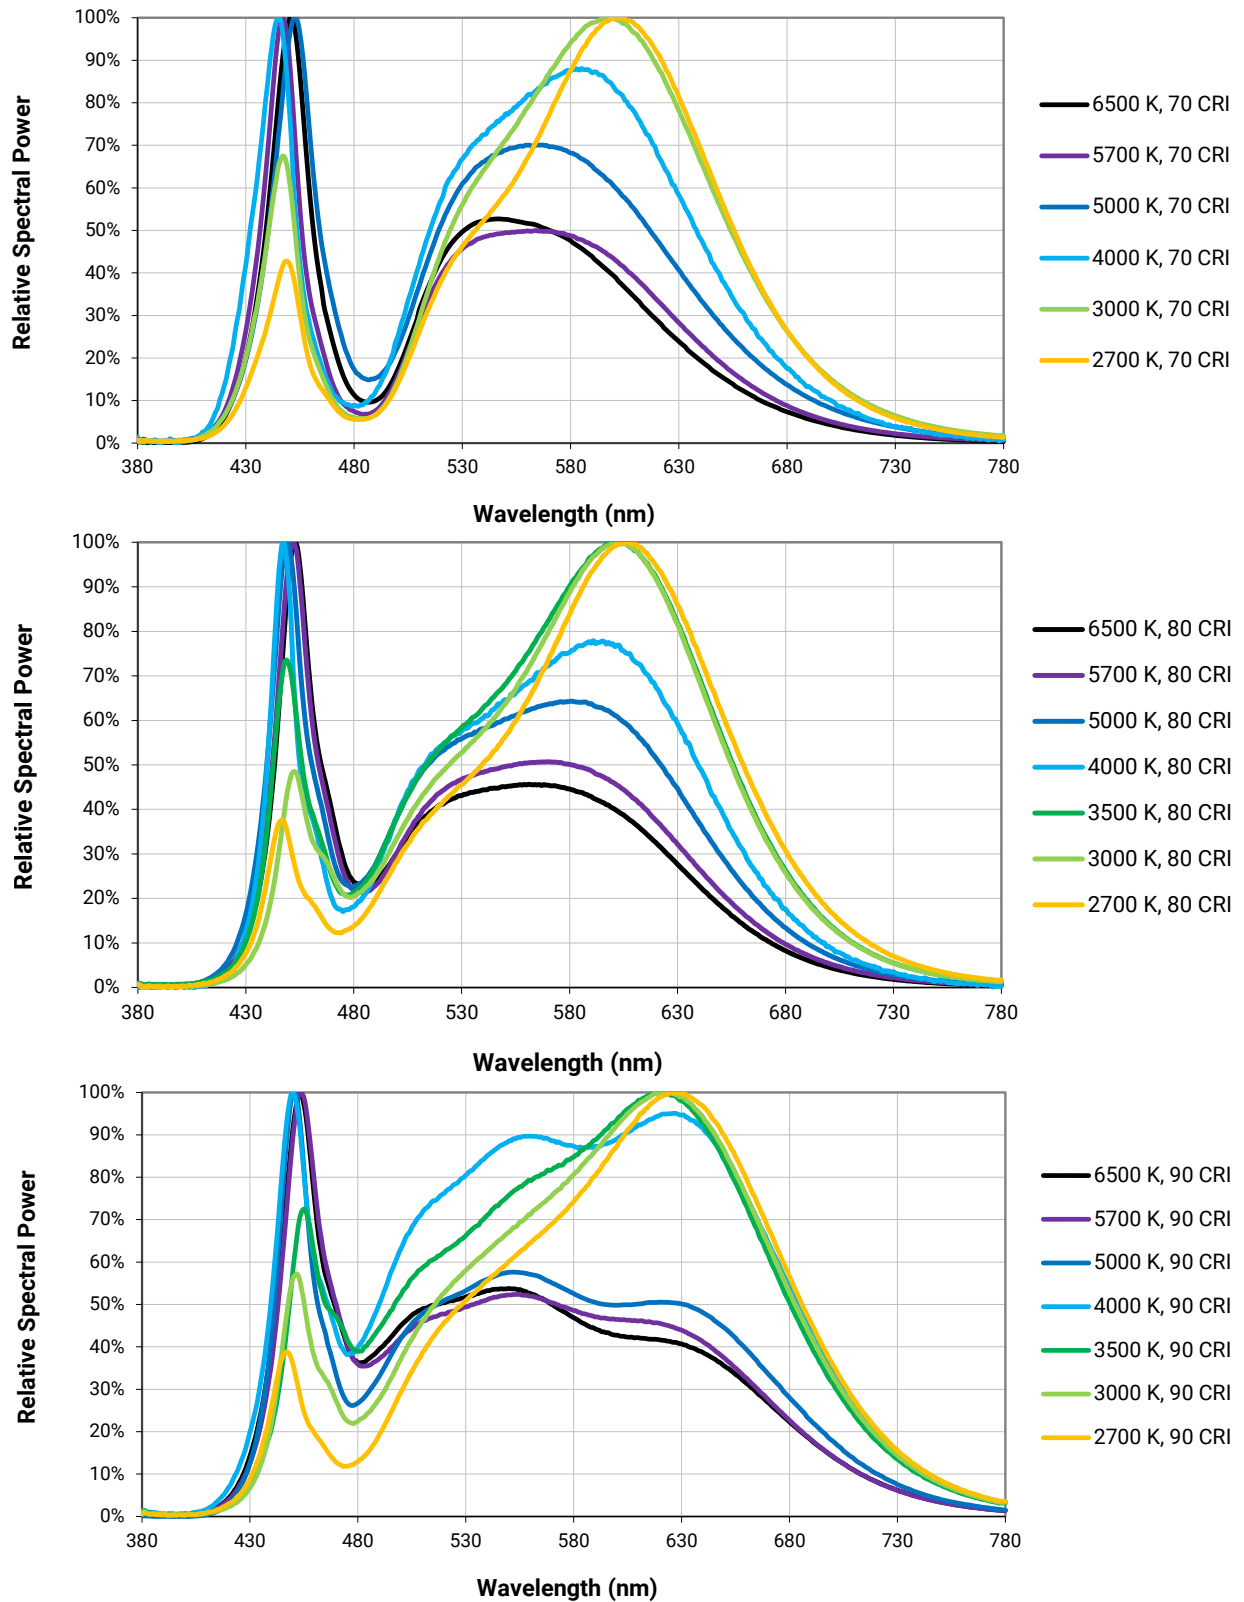 100%
90%
80%
70%
60%
50%
40%
30%
20%
10%
0%
Relative Spectral Power
380 430 480 530 580 630 680 730 780
Wavelength (nm)
6500 K, 70 CRI
5700 K, 70 CRI
5000 K, 70 CRI
4000 K, 70 CRI
3000 K, 70 CRI
2700 K, 70 CRI
100%
90%
80%
70%
60%
50%
40%
30%
20%
10%
0%
Relative Spectral Power
380 430 480 530 580 630 680 730 780
Wavelength (nm)
6500 K, 80 CRI
5700 K, 80 CRI
5000 K, 80 CRI
4000 K, 80 CRI
3500 K, 80 CRI
3000 K, 80 CRI
2700 K, 80 CRI
100%
90%
80%
70%
60%
50%
40%
30%
20%
10%
0%
Relative Spectral Power
380 430 480 530 580 630 680 730 780
Wavelength (nm)
6500 K, 90 CRI
5700 K, 90 CRI
5000 K, 90 CRI
4000 K, 90 CRI
3500 K, 90 CRI
3000 K, 90 CRI
2700 K, 90 CRI